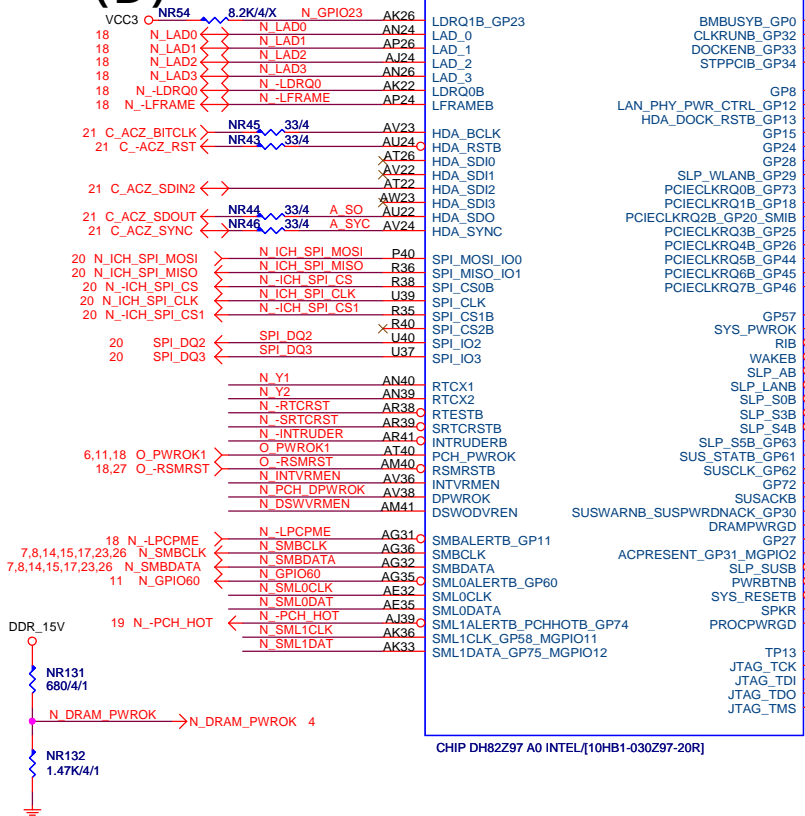 VCC3 NR54 8.2K/4/X N_GPIO23 AK26 LDRQ1B_GP23 BMBUSYB_GP0
18 N_LAD0 N_LAD0 AN24 LAD_0 CLKRUNB_GP32
18 N_LAD1 N_LAD1 AP26 LAD_1 DOCKENB_GP33
18 N_LAD2 N_LAD2 AJ24 LAD_2 STPPCIB_GP34
18 N_LAD3 N_LAD3 AN26 LAD_3
18 N_-LDRQ0 N_-LDRQ0 AK22 LDRQ0B GP8
18 N_-LFRAME N_-LFRAME AP24 LFRAMEB LAN_PHY_PWR_CTRL_GP12
HDA_DOCK_RSTB_GP13
21 C_ACZ_BITCLK NR45 33/4 AV23 HDA_BCLK GP15
21 C_-ACZ_RST NR43 33/4 AU24 HDA_RSTB GP24
AT26 HDA_SDI0 GP28
AV22 HDA_SDI1 SLP_WLANB_GP29
21 C_ACZ_SDIN2 AT22 HDA_SDI2 PCIECLKRQ0B_GP73
AW23 HDA_SDI3 PCIECLKRQ1B_GP18
21 C_ACZ_SDOUT NR44 33/4 A_SO AU22 HDA_SDO PCIECLKRQ2B_GP20_SMIB
21 C_ACZ_SYNC NR46 33/4 A_SYC AV24 HDA_SYNC PCIECLKRQ3B_GP25
PCIECLKRQ4B_GP26
20 N_ICH_SPI_MOSI N_ICH_SPI_MOSI P40 SPI_MOSI_IO0 PCIECLKRQ5B_GP44
20 N_ICH_SPI_MISO N_ICH_SPI_MISO R36 SPI_MISO_IO1 PCIECLKRQ6B_GP45
20 N_-ICH_SPI_CS N_-ICH_SPI_CS R38 SPI_CS0B PCIECLKRQ7B_GP46
20 N_ICH_SPI_CLK N_ICH_SPI_CLK U39 SPI_CLK
20 N_-ICH_SPI_CS1 N_-ICH_SPI_CS1 R35 SPI_CS1B GP57
R40 SPI_CS2B SYS_PWROK
20 SPI_DQ2 SPI_DQ2 U40 SPI_IO2 RIB
20 SPI_DQ3 SPI_DQ3 U37 SPI_IO3 WAKEB
SLP_AB
N_Y1 AN40 RTCX1 SLP_LANB
N_Y2 AN39 RTCX2 SLP_S0B
N_-RTCRST AR38 RTESTB SLP_S3B
N_-SRTCRST AR39 SRTCRSTB SLP_S4B
N_-INTRUDER AR41 INTRUDERB SLP_S5B_GP63
6,11,18 O_PWROK1 O_PWROK1 AT40 PCH_PWROK SUS_STATB_GP61
18,27 O_-RSMRST O_-RSMRST AM40 RSMRSTB SUSCLK_GP62
N_INTVRMEN AV36 INTVRMEN GP72
N_PCH_DPWROK AV38 DPWROK SUSACKB
N_DSWVRMEN AM41 DSWODVREN SUSWARNB_SUSPWRDNACK_GP30
DRAMPWRGD
18 N_-LPCPME N_-LPCPME AG31 SMBALERTB_GP11 GP27
7,8,14,15,17,23,26 N_SMBCLK N_SMBCLK AG36 SMBCLK ACPRESENT_GP31_MGPIO2
7,8,14,15,17,23,26 N_SMBDATA N_SMBDATA AG32 SMBDATA SLP_SUSB
11 N_GPIO60 N_GPIO60 AG35 SML0ALERTB_GP60 PWRBTNB
N_SML0CLK AE32 SML0CLK SYS_RESETB
N_SML0DAT AE35 SML0DATA SPKR
19 N_-PCH_HOT N_-PCH_HOT AJ39 SML1ALERTB_PCHHOTB_GP74 PROCPWRGD
N_SML1CLK AK36 SML1CLK_GP58_MGPIO11
N_SML1DAT AK33 SML1DATA_GP75_MGPIO12 TP13
JTAG_TCK
JTAG_TDI
JTAG_TDO
JTAG_TMS
DDR_15V
NR131
680/4/1
N_DRAM_PWROK N_DRAM_PWROK 4
NR132
1.47K/4/1
CHIP DH82Z97 A0 INTEL/[10HB1-030Z97-20R]